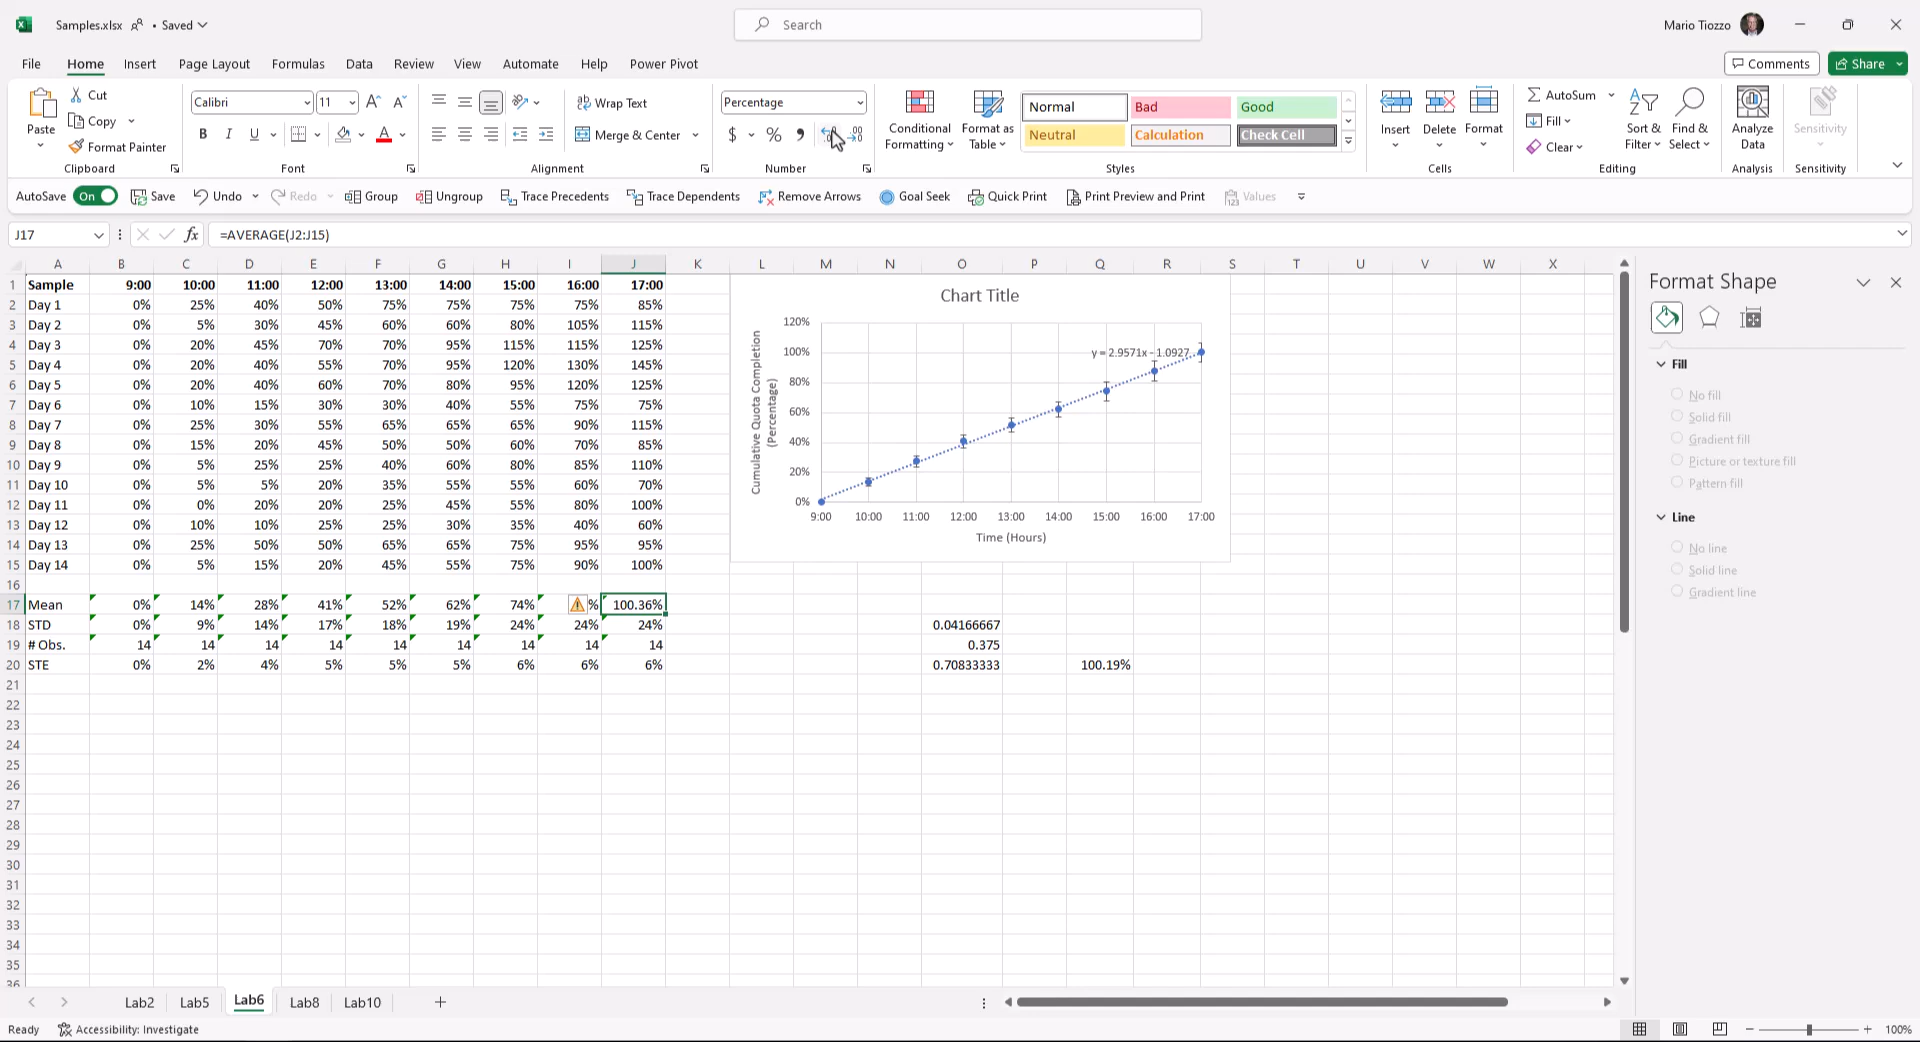 Samples.xlsx • Saved
Search
Mario Tiozzo
File Home Insert Page Layout Formulas Data Review View Automate Help Power Pivot
Comments Share
Paste
Cut
Copy
Format Painter
Clipboard
Calibri 11
B I U
Font
Wrap Text
Merge & Center
Alignment
Percentage
$ % ,
Number
Conditional Formatting
Format as Table
Normal Bad Good
Neutral Calculation Check Cell
Styles
Insert Delete Format
Cells
AutoSum
Fill
Clear
Sort & Filter
Find & Select
Editing
Analyze Data
Analysis
Sensitivity
Sensitivity
AutoSave On Save Undo Redo Group Ungroup Trace Precedents Trace Dependents Remove Arrows Goal Seek Quick Print Print Preview and Print Values
J17 fx =AVERAGE(J2:J15)
A B C D E F G H I J K L M N O P Q R S T U V W X
1 Sample 9:00 10:00 11:00 12:00 13:00 14:00 15:00 16:00 17:00
2 Day 1 0% 25% 40% 50% 75% 75% 75% 75% 85%
3 Day 2 0% 5% 30% 45% 60% 60% 80% 105% 115%
4 Day 3 0% 20% 45% 70% 70% 95% 115% 115% 125%
5 Day 4 0% 20% 40% 55% 70% 95% 120% 130% 145%
6 Day 5 0% 20% 40% 60% 70% 80% 95% 120% 125%
7 Day 6 0% 10% 15% 30% 30% 40% 55% 75% 75%
8 Day 7 0% 25% 30% 55% 65% 65% 65% 90% 115%
9 Day 8 0% 15% 20% 45% 50% 50% 60% 70% 85%
10 Day 9 0% 5% 25% 25% 40% 60% 80% 85% 110%
11 Day 10 0% 5% 5% 20% 35% 55% 55% 60% 70%
12 Day 11 0% 0% 20% 20% 25% 45% 55% 80% 100%
13 Day 12 0% 10% 10% 25% 25% 30% 35% 40% 60%
14 Day 13 0% 25% 50% 50% 65% 65% 75% 95% 95%
15 Day 14 0% 5% 15% 20% 45% 55% 75% 90% 100%
16
17 Mean 0% 14% 28% 41% 52% 62% 74% % 100.36%
18 STD 0% 9% 14% 17% 18% 19% 24% 24% 24% 0.04166667
19 # Obs. 14 14 14 14 14 14 14 14 14 0.375
20 STE 0% 2% 4% 5% 5% 5% 6% 6% 6% 0.70833333 100.19%
21
22
23
24
25
26
27
28
29
30
31
32
33
34
35
36
Chart Title
Cumulative Quota Completion
(Percentage)
120%
100%
80%
60%
40%
20%
0%
y = 2.9571x - 1.0927
9:00 10:00 11:00 12:00 13:00 14:00 15:00 16:00 17:00
Time (Hours)
Format Shape
Fill
No fill
Solid fill
Gradient fill
Picture or texture fill
Pattern fill
Line
No line
Solid line
Gradient line
Lab2 Lab5 Lab6 Lab8 Lab10
Ready Accessibility: Investigate
100%